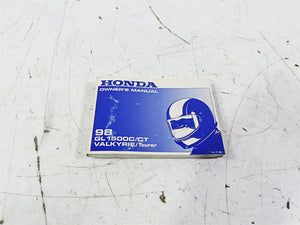 HONDA
OWNER'S MANUAL
98
GL1500C/CT
VALKYRIE/Tourer